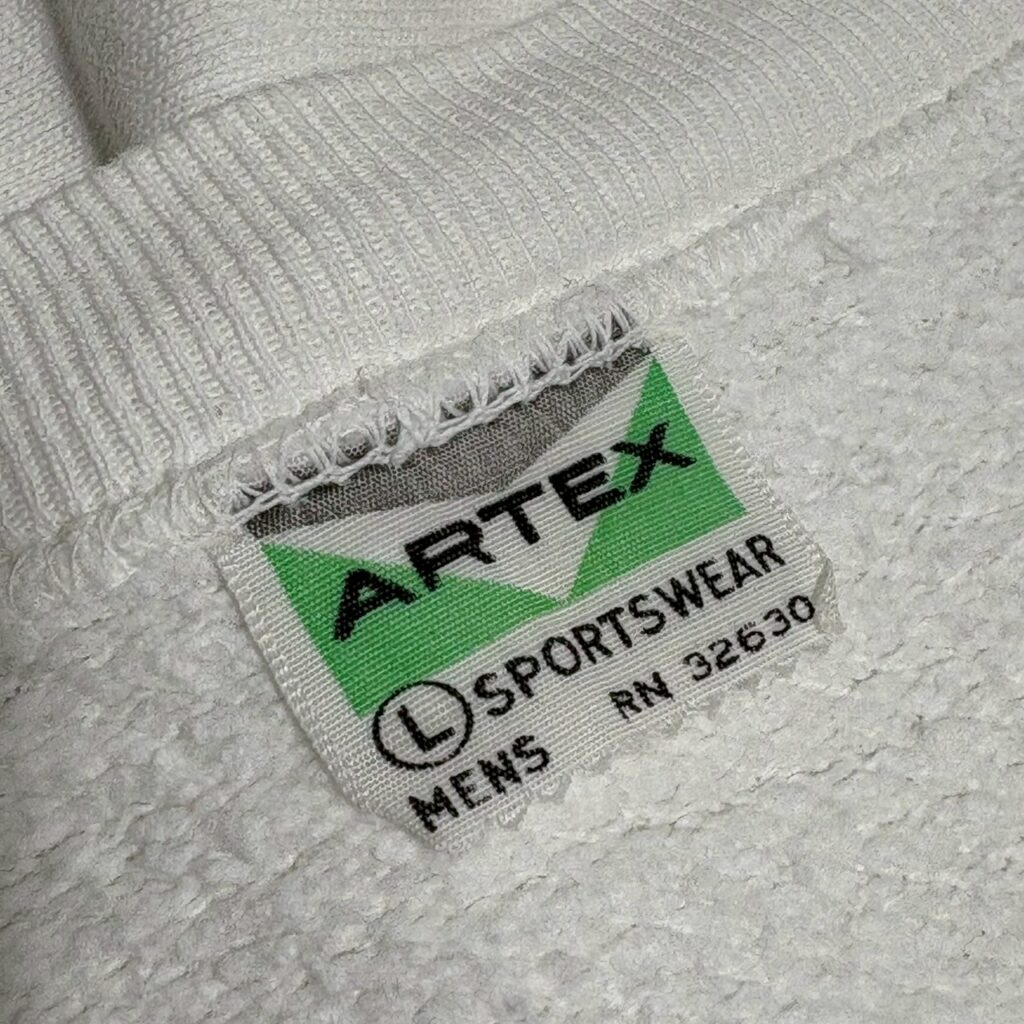 ARTEX
Ⓛ SPORTSWEAR
MENS RN 32630